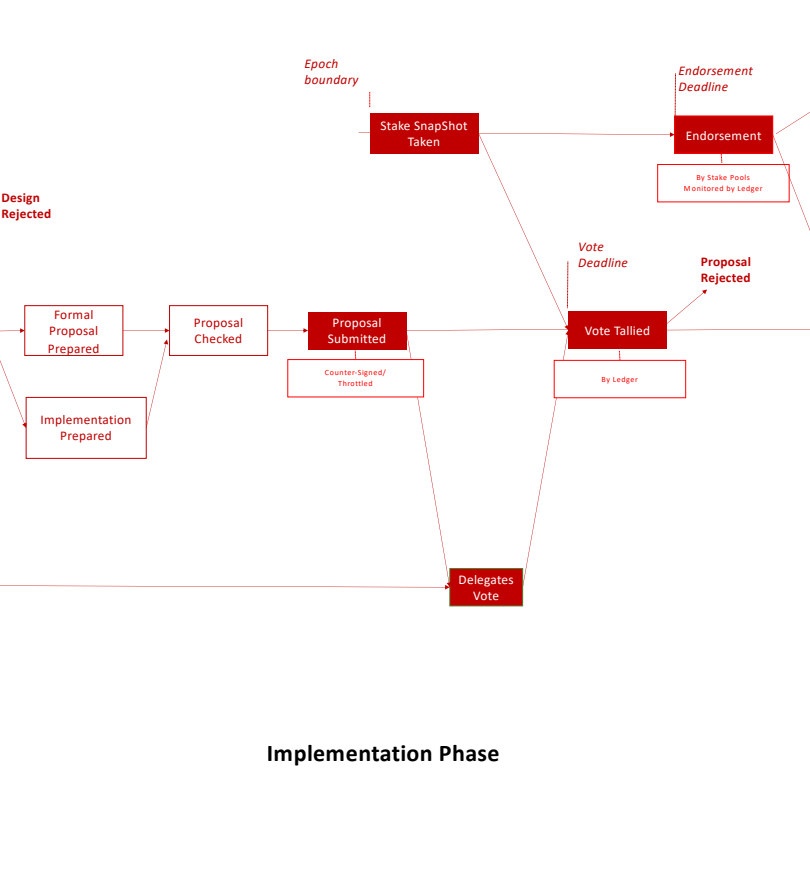 Epoch
boundary
Endorsement
Deadline
Stake SnapShot
Taken
Endorsement
By Stake Pools
Monitored by Ledger
Design
Rejected
Vote
Deadline
Proposal
Rejected
Formal
Proposal
Prepared
Proposal
Checked
Proposal
Submitted
Vote Tallied
Counter-Signed/
Throttled
By Ledger
Implementation
Prepared
Delegates
Vote
Implementation Phase